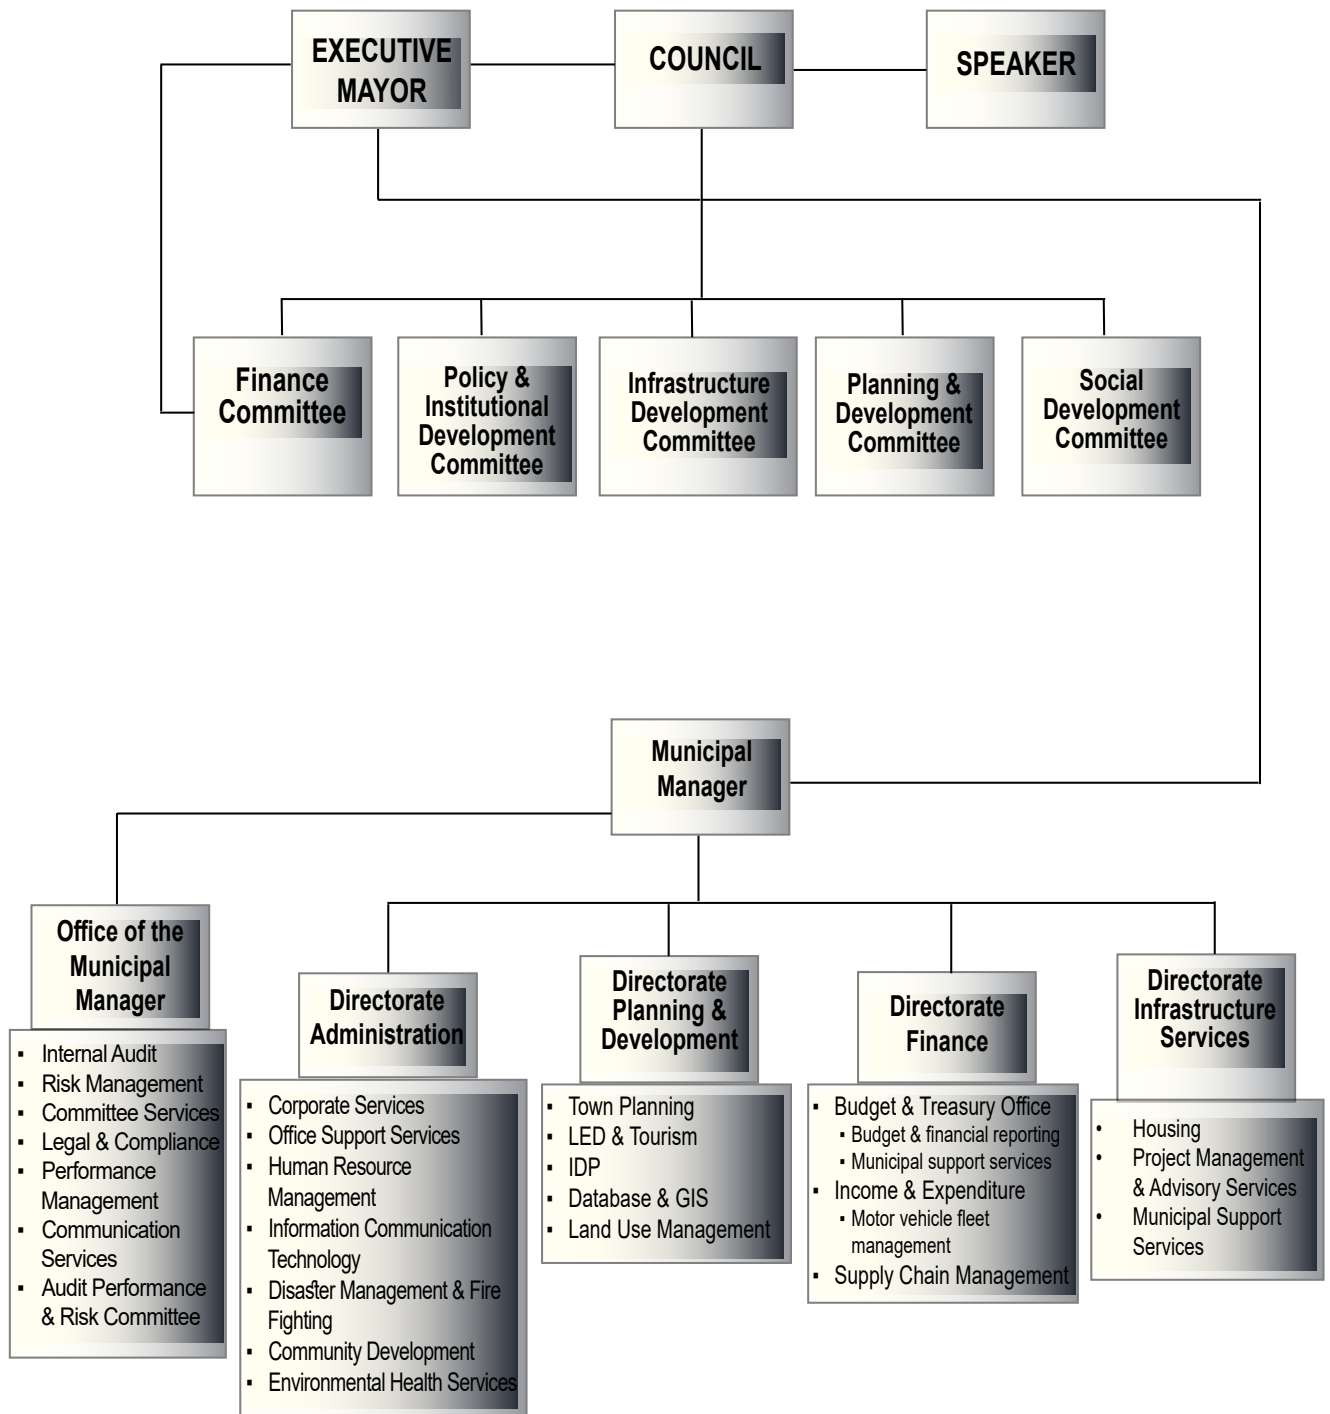 EXECUTIVE
MAYOR
COUNCIL
SPEAKER
Finance
Committee
Policy &
Institutional
Development
Committee
Infrastructure
Development
Committee
Planning &
Development
Committee
Social
Development
Committee
Municipal
Manager
Office of the
Municipal
Manager
▪ Internal Audit
▪ Risk Management
▪ Committee Services
▪ Legal & Compliance
▪ Performance
Management
▪ Communication
Services
▪ Audit Performance
& Risk Committee
Directorate
Administration
▪ Corporate Services
▪ Office Support Services
▪ Human Resource
Management
▪ Information Communication
Technology
▪ Disaster Management & Fire
Fighting
▪ Community Development
▪ Environmental Health Services
Directorate
Planning &
Development
▪ Town Planning
▪ LED & Tourism
▪ IDP
▪ Database & GIS
▪ Land Use Management
Directorate
Finance
▪ Budget & Treasury Office
▪ Budget & financial reporting
▪ Municipal support services
▪ Income & Expenditure
▪ Motor vehicle fleet
management
▪ Supply Chain Management
Directorate
Infrastructure
Services
• Housing
• Project Management
& Advisory Services
• Municipal Support
Services